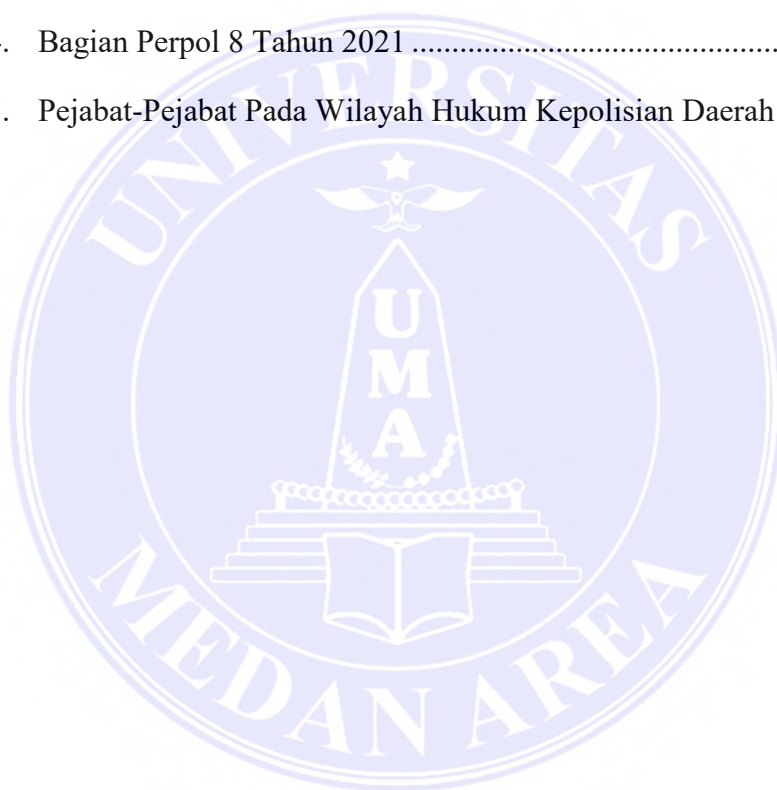 . Bagian Perpol 8 Tahun 2021 ..............................................
. Pejabat-Pejabat Pada Wilayah Hukum Kepolisian Daerah
UNIVERSITAS
UMA
MEDAN AREA